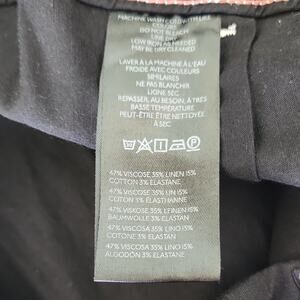 MACHINE WASH COLD WITH LIKE
COLORS
DO NOT BLEACH
LINE DRY
LOW IRON AS NEEDED
MAY BE DRY CLEANED
LAVER À LA MACHINE À L'EAU
FROIDE AVEC COULEURS
SIMILAIRES
NE PAS BLANCHIR
LIGNE SEC
REPASSER, AU BESOIN, À TRÈS
BASSE TEMPÉRATURE
PEUT-ÊTRE ÊTRE NETTOYÉE
À SEC
47% VISCOSE 35% LINEN 15%
COTTON 3% ELASTANE
47% VISCOSE 35% LIN 15%
COTON 3% ÉLASTHANNE
47% VISKOSE 35% LEINEN 15%
BAUMWOLLE 3% ELASTAN
47% VISCOSA 35% LINO 15%
COTONE 3% ELASTAN
47% VISCOSA 35% LINO 15%
ALGODÓN 3% ELASTANO